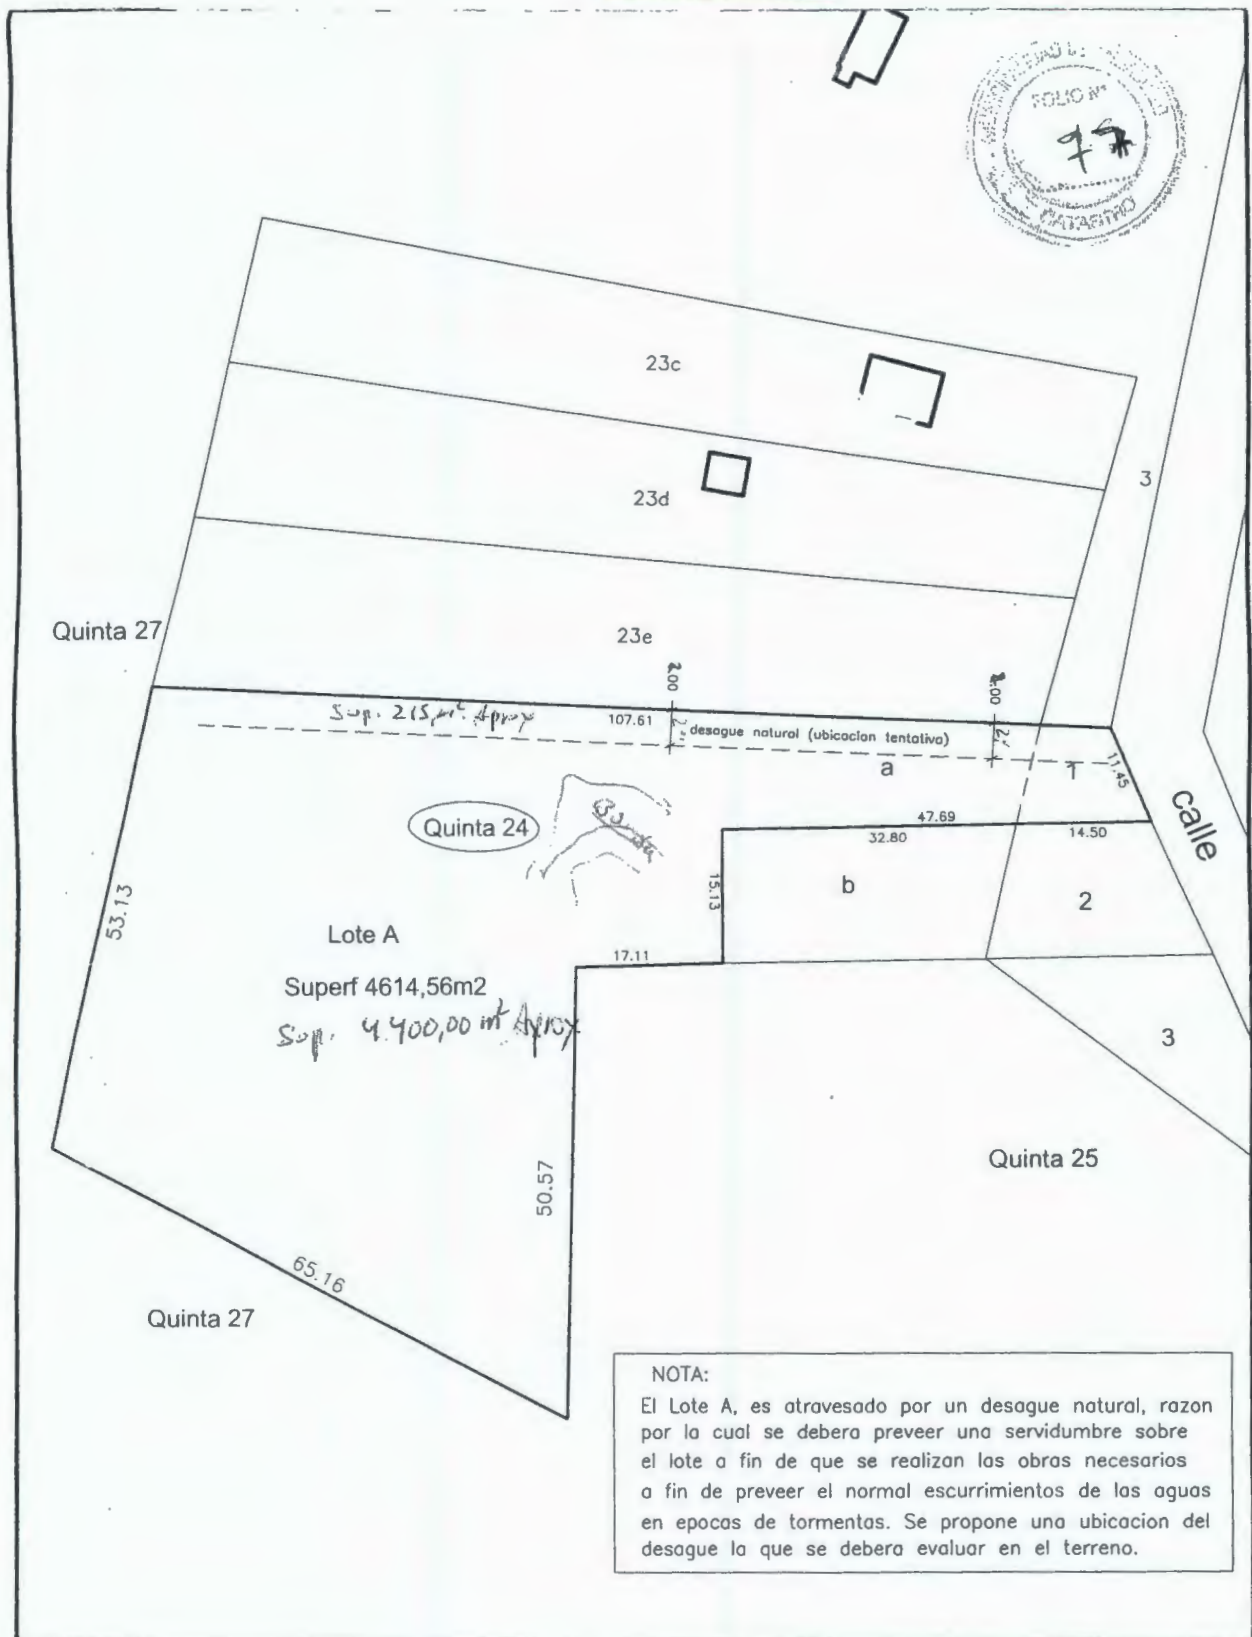 FOLIO Nº
CATASTRO
23c
3
23d
Quinta 27
23e
2.00
2.00
Sup. 215, m² Aprox
107.61
desague natural (ubicacion tentativa)
a
1
11.45
Quinta 24
47.69
calle
32.80
14.50
b
15.13
2
53.13
Lote A
17.11
Superf 4614,56m2
Sup. 4.400,00 m² Aprox
3
50.57
Quinta 25
65.16
Quinta 27
NOTA:
El Lote A, es atravesado por un desague natural, razon
por la cual se debera preveer una servidumbre sobre
el lote a fin de que se realizan las obras necesarios
a fin de preveer el normal escurrimientos de las aguas
en epocas de tormentas. Se propone una ubicacion del
desague la que se debera evaluar en el terreno.